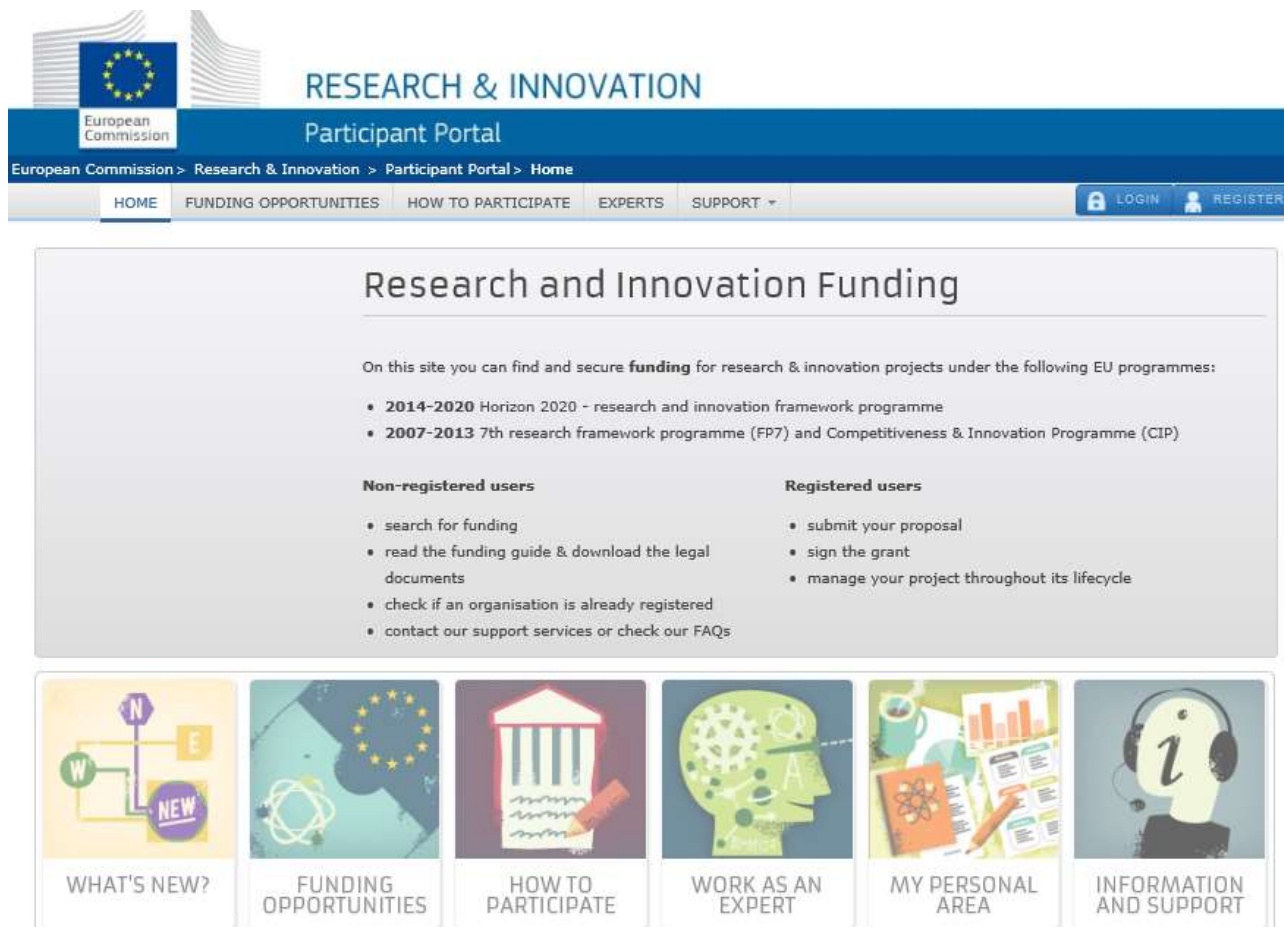 RESEARCH & INNOVATION
European
Commission
Participant Portal
European Commission > Research & Innovation > Participant Portal > Home
HOME FUNDING OPPORTUNITIES HOW TO PARTICIPATE EXPERTS SUPPORT LOGIN REGISTER
Research and Innovation Funding
On this site you can find and secure funding for research & innovation projects under the following EU programmes:
• 2014-2020 Horizon 2020 - research and innovation framework programme
• 2007-2013 7th research framework programme (FP7) and Competitiveness & Innovation Programme (CIP)
Non-registered users
• search for funding
• read the funding guide & download the legal
documents
• check if an organisation is already registered
• contact our support services or check our FAQs
Registered users
• submit your proposal
• sign the grant
• manage your project throughout its lifecycle
N
E
W
NEW
A
i
WHAT'S NEW?
FUNDING
OPPORTUNITIES
HOW TO
PARTICIPATE
WORK AS AN
EXPERT
MY PERSONAL
AREA
INFORMATION
AND SUPPORT